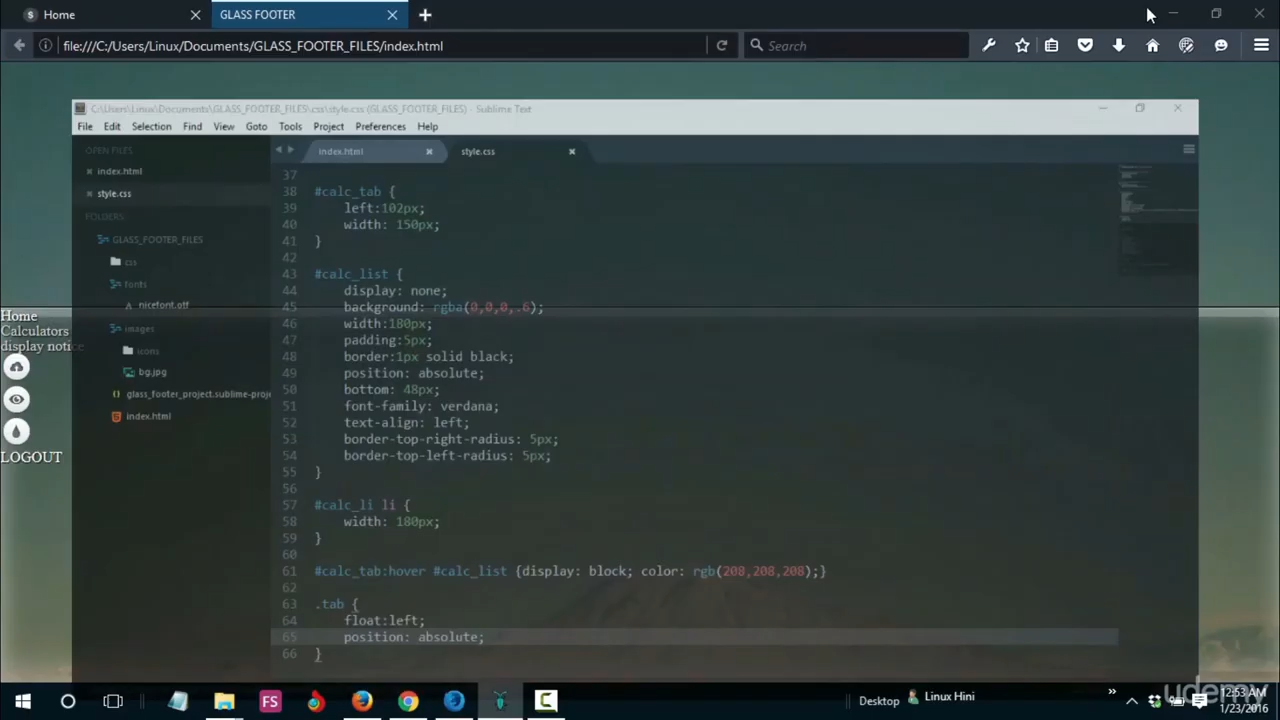 Home
GLASS FOOTER
file:///C:/Users/Linux/Documents/GLASS_FOOTER_FILES/index.html
Search
C:\Users\Linux\Documents\GLASS_FOOTER_FILES\css\style.css (GLASS_FOOTER_FILES) - Sublime Text
File Edit Selection Find View Goto Tools Project Preferences Help
OPEN FILES
index.html
style.css
FOLDERS
GLASS_FOOTER_FILES
css
fonts
nicefont.otf
images
icons
bg.jpg
glass_footer_project.sublime-proje
index.html
Home
Calculators
display notice
LOGOUT
index.html
style.css
37
38 #calc_tab {
39 left:102px;
40 width: 150px;
41 }
42
43 #calc_list {
44 display: none;
45 background: rgba(0,0,0,.6);
46 width:180px;
47 padding:5px;
48 border:1px solid black;
49 position: absolute;
50 bottom: 48px;
51 font-family: verdana;
52 text-align: left;
53 border-top-right-radius: 5px;
54 border-top-left-radius: 5px;
55 }
56
57 #calc_li li {
58 width: 180px;
59 }
60
61 #calc_tab:hover #calc_list {display: block; color: rgb(208,208,208);}
62
63 .tab {
64 float:left;
65 position: absolute;
66 }
FS
Desktop
Linux Hini
12:53 AM
1/23/2016
udemy